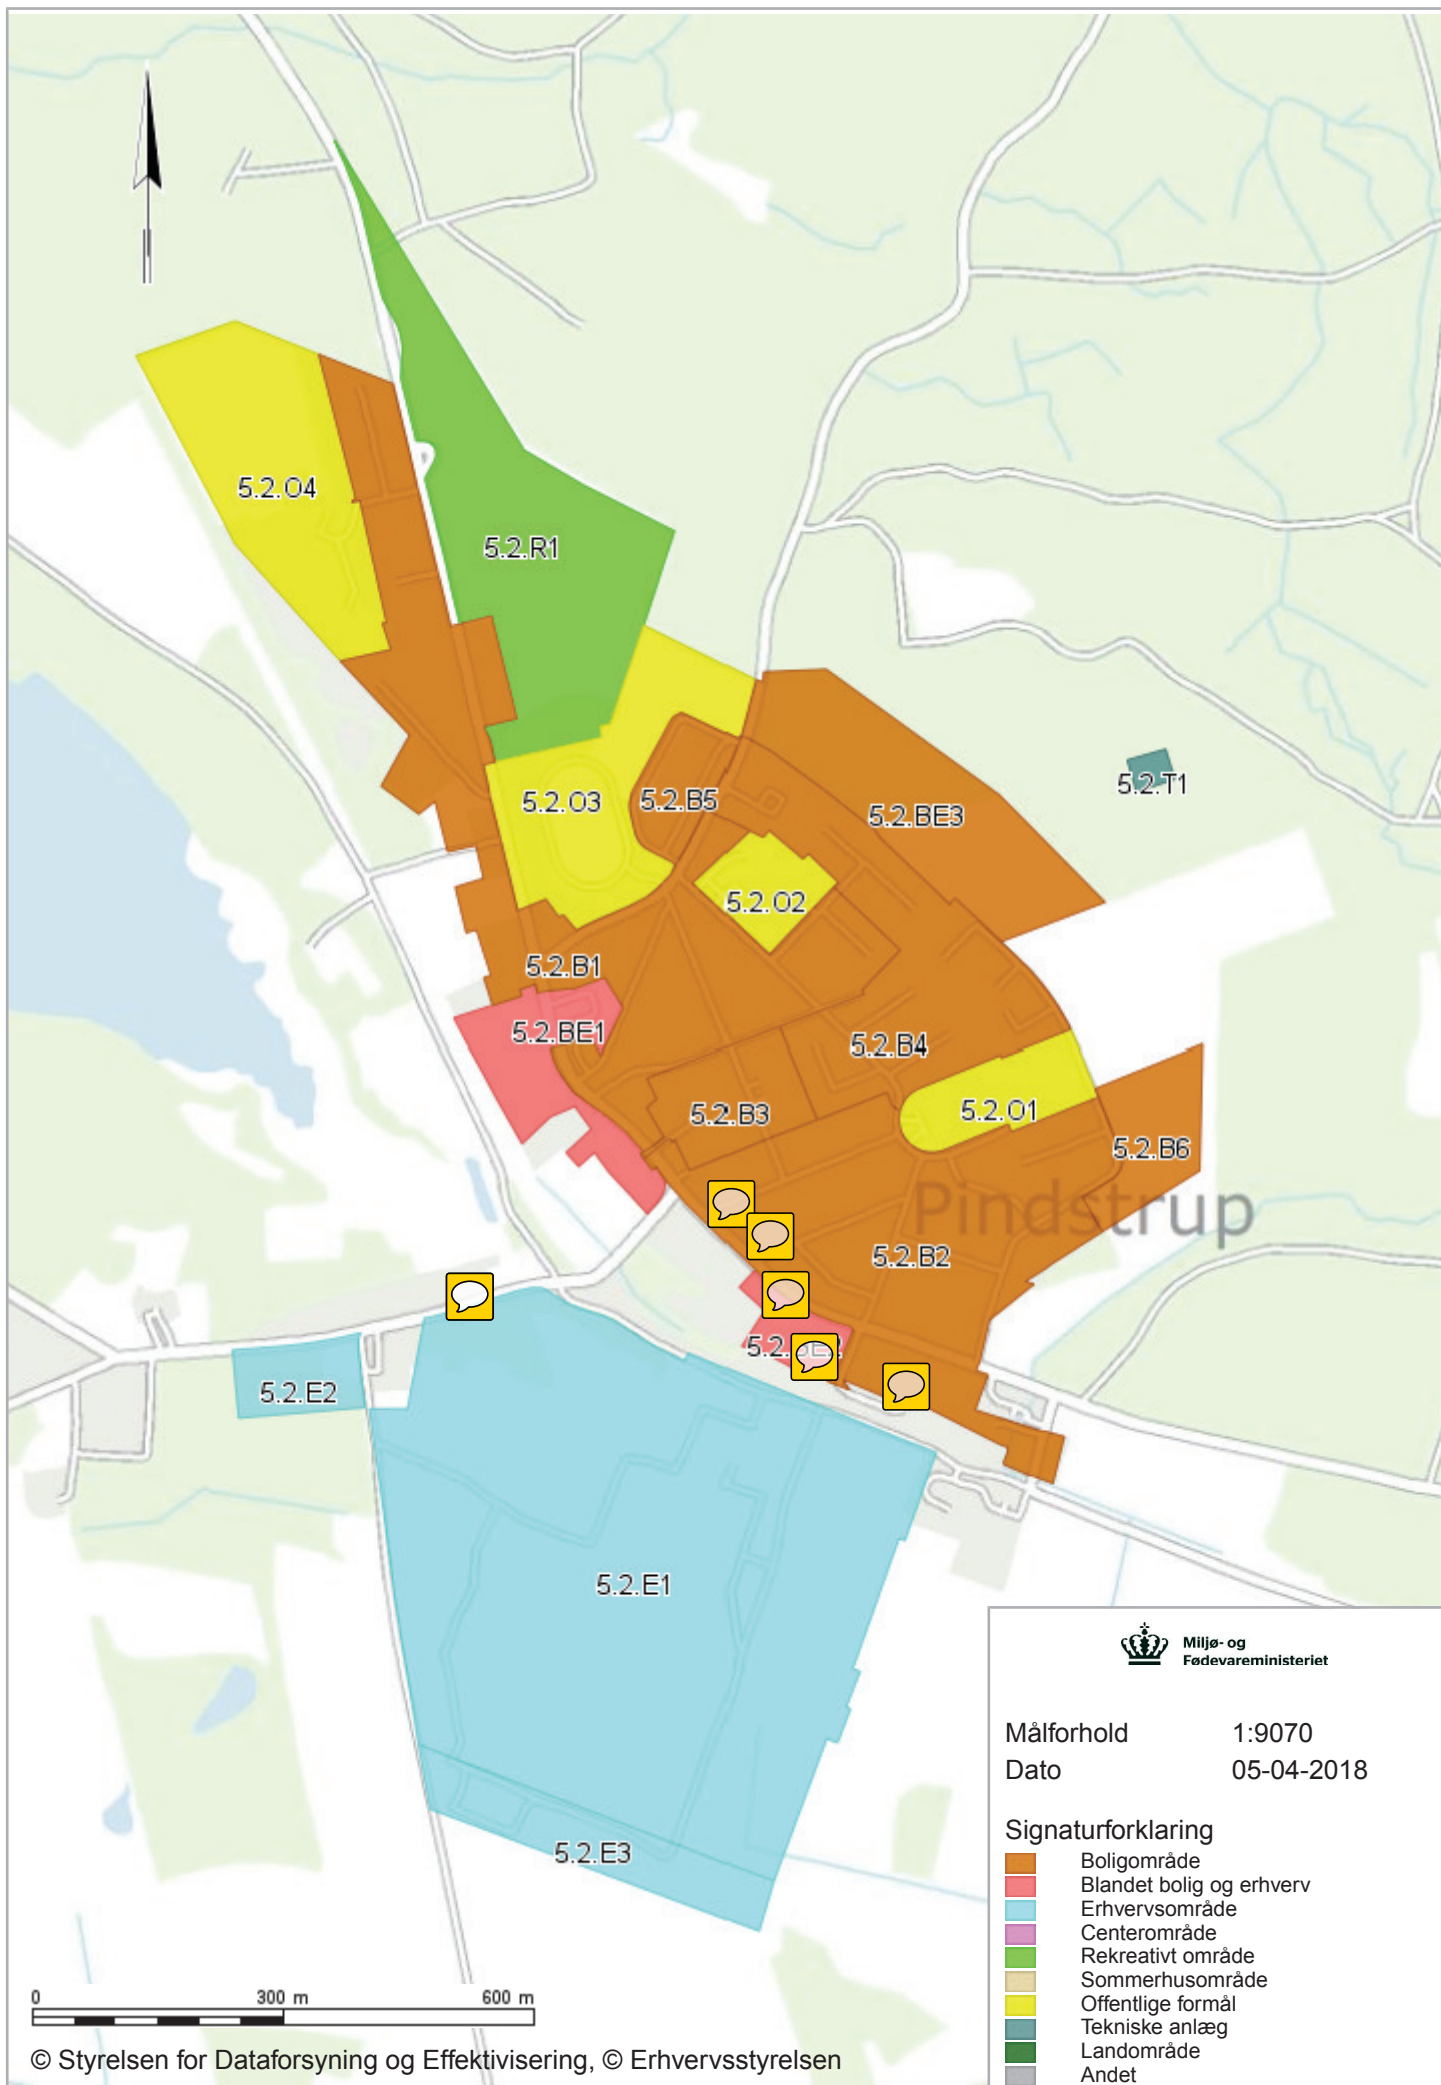 5.2.O4
5.2.R1
5.2.T1
5.2.O3
5.2.B5
5.2.BE3
5.2.O2
5.2.B1
5.2.BE1
5.2.B4
5.2.B3
5.2.O1
5.2.B6
Pindstrup
5.2.B2
5.2.E2
5.2.E1
5.2.E3
Miljø- og
Fødevareministeriet
Målforhold 1:9070
Dato 05-04-2018
Signaturforklaring
Boligområde
Blandet bolig og erhverv
Erhvervsområde
Centerområde
Rekreativt område
Sommerhusområde
Offentlige formål
Tekniske anlæg
Landområde
Andet
0 300 m 600 m
© Styrelsen for Dataforsyning og Effektivisering, © Erhvervsstyrelsen